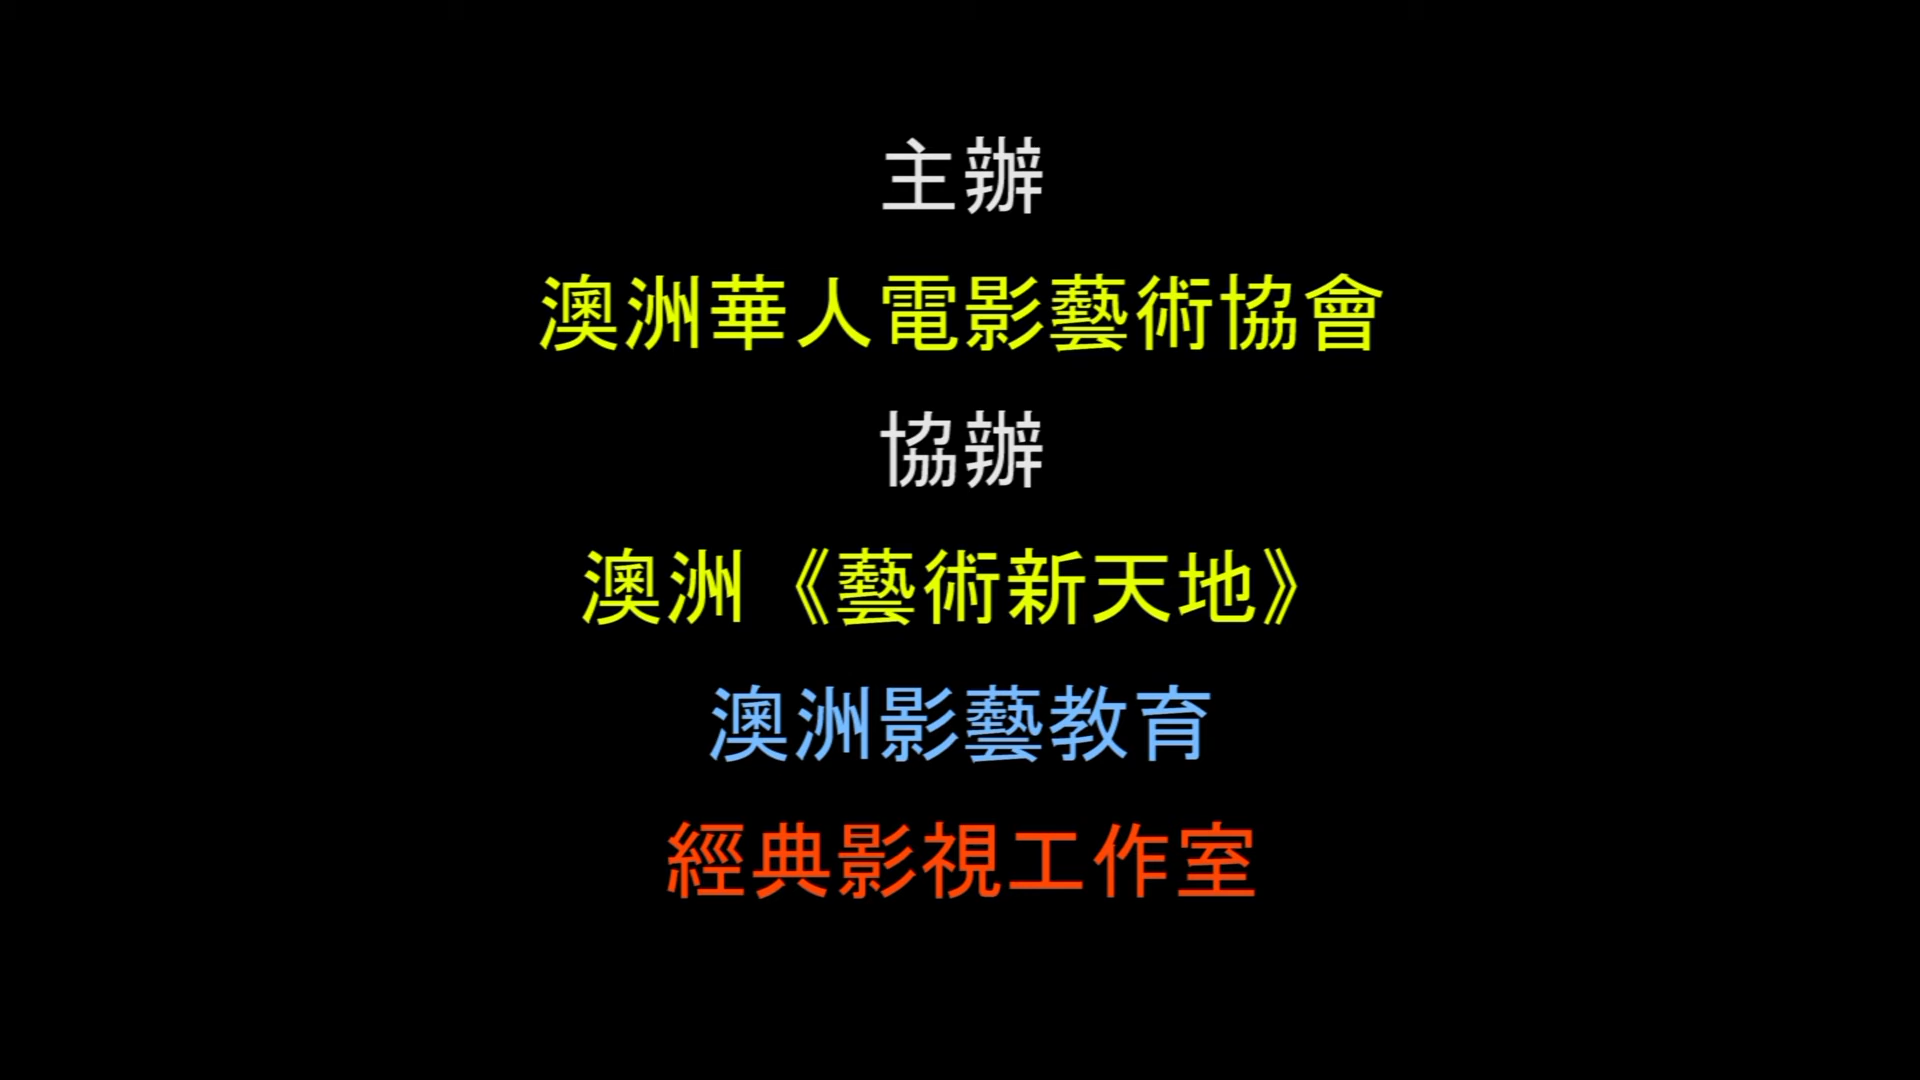 主辦
澳洲華人電影藝術協會
協辦
澳洲《藝術新天地》
澳洲影藝教育
經典影視工作室